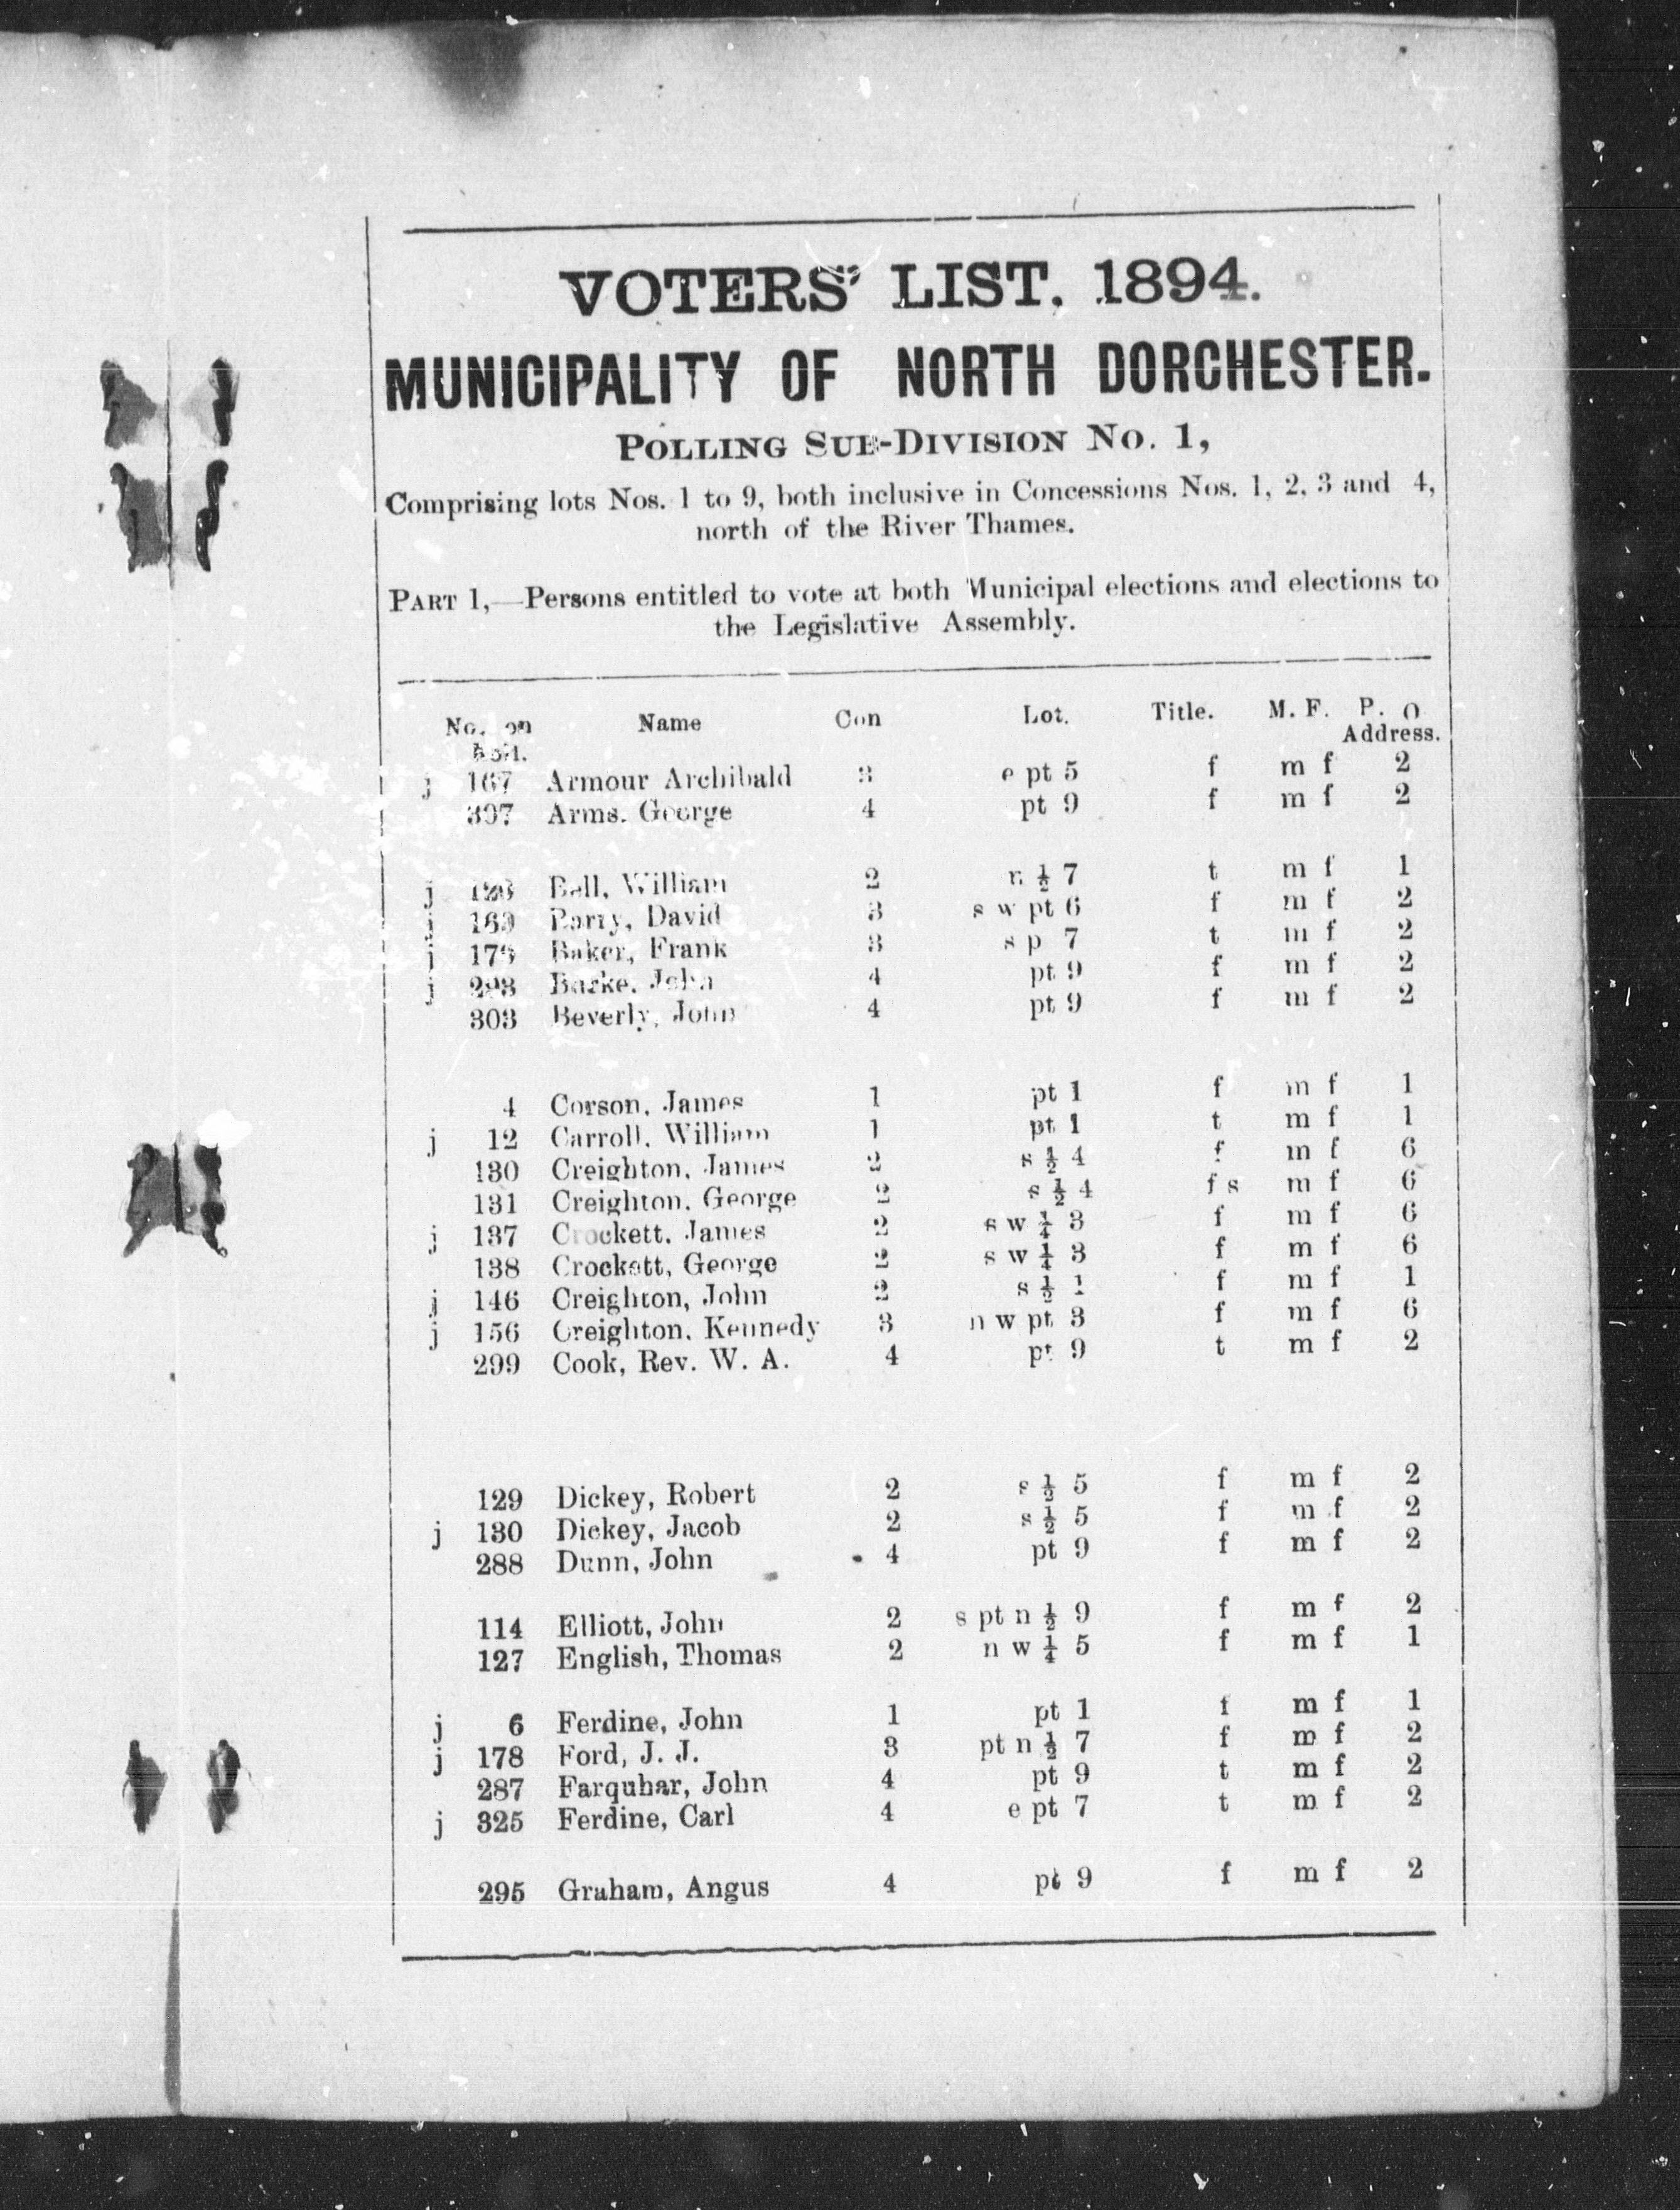 VOTERS' LIST, 1894.
MUNICIPALITY OF NORTH DORCHESTER.
POLLING SUB-DIVISION No. 1,
Comprising lots Nos. 1 to 9, both inclusive in Concessions Nos. 1, 2, 3 and 4,
north of the River Thames.
PART 1,—Persons entitled to vote at both Municipal elections and elections to
the Legislative Assembly.
No. on Name Con Lot. Title. M. F. P. O
Address.
j 167 Armour Archibald 3 e pt 5 f m f 2
307 Arms. George 4 pt 9 f m f 2
j Bell, William 2 n ½ 7 t m f 1
j 169 Barry, David 3 s w pt 6 f m f 2
j Baker, Frank 3 s p 7 t m f 2
j 298 Burke, John 4 pt 9 f m f 2
303 Beverly, John 4 pt 9 f m f 2
4 Corson, James 1 pt 1 f m f 1
j 12 Carroll, William 1 pt 1 t m f 1
130 Creighton, James 2 s ½ 4 f m f 6
131 Creighton, George 2 s ½ 4 f s m f 6
j 137 Crockett, James 2 s w ¼ 3 f m f 6
138 Crockett, George 2 s w ¼ 3 f m f 6
j 146 Creighton, John 2 s ½ 1 f m f 1
j 156 Creighton, Kennedy 3 n w pt 3 f m f 6
299 Cook, Rev. W. A. 4 pt 9 t m f 2
129 Dickey, Robert 2 s ½ 5 f m f 2
j 130 Dickey, Jacob 2 s ½ 5 f m f 2
288 Dunn, John 4 pt 9 f m f 2
114 Elliott, John 2 s pt n ½ 9 f m f 2
127 English, Thomas 2 n w ¼ 5 f m f 1
j 6 Ferdine, John 1 pt 1 f m f 1
j 178 Ford, J. J. 3 pt n ½ 7 f m f 2
287 Farquhar, John 4 pt 9 t m f 2
j 325 Ferdine, Carl 4 e pt 7 t m f 2
295 Graham, Angus 4 pt 9 f m f 2